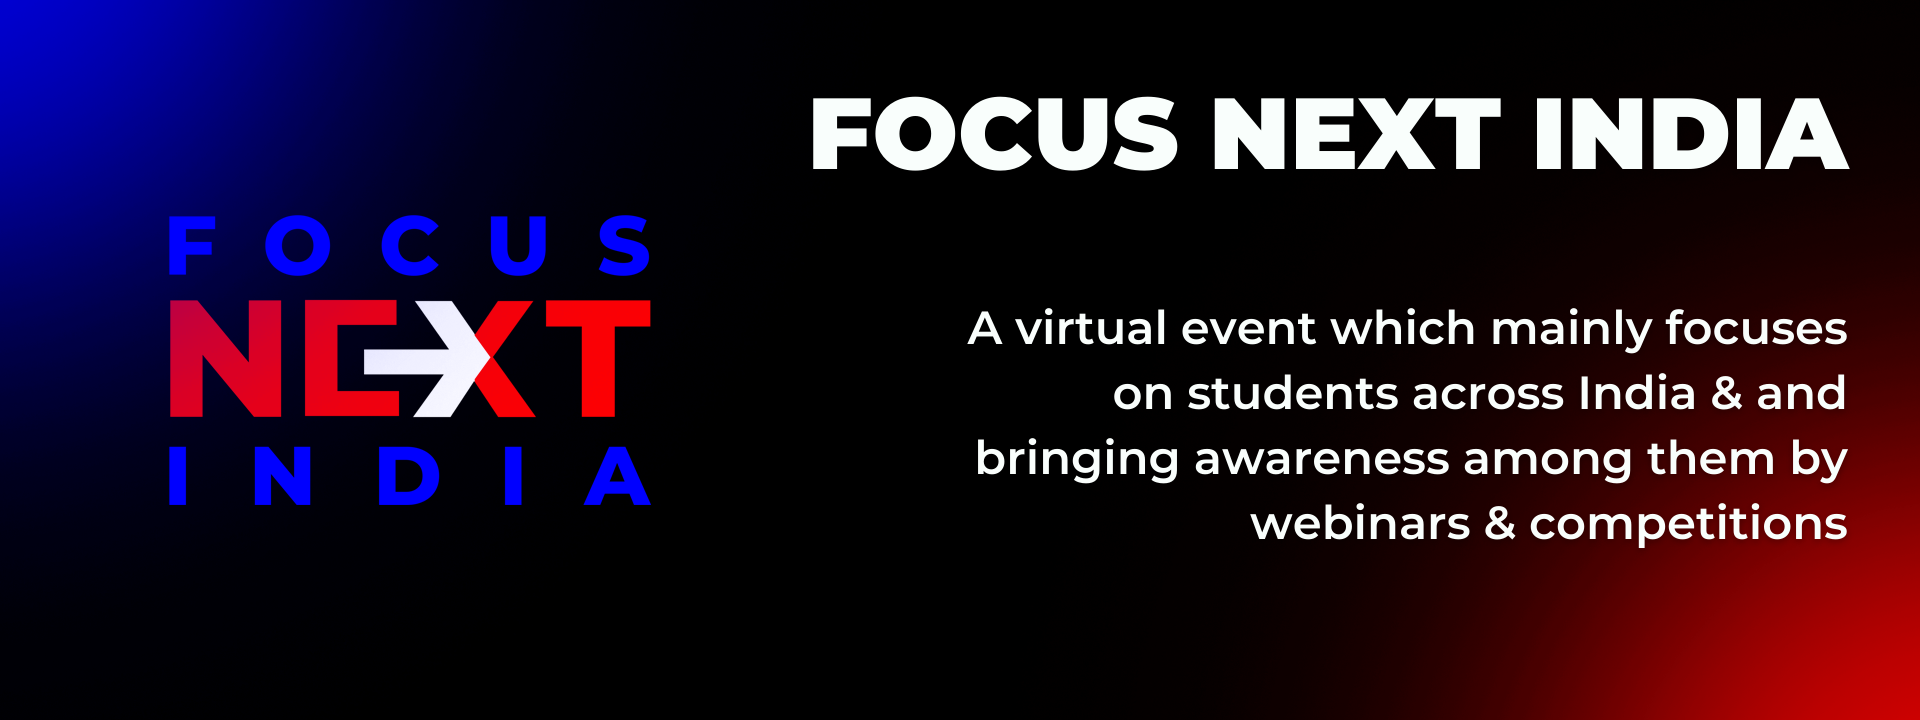 FOCUS
NEXT
INDIA
FOCUS NEXT INDIA
A virtual event which mainly focuses
on students across India & and
bringing awareness among them by
webinars & competitions